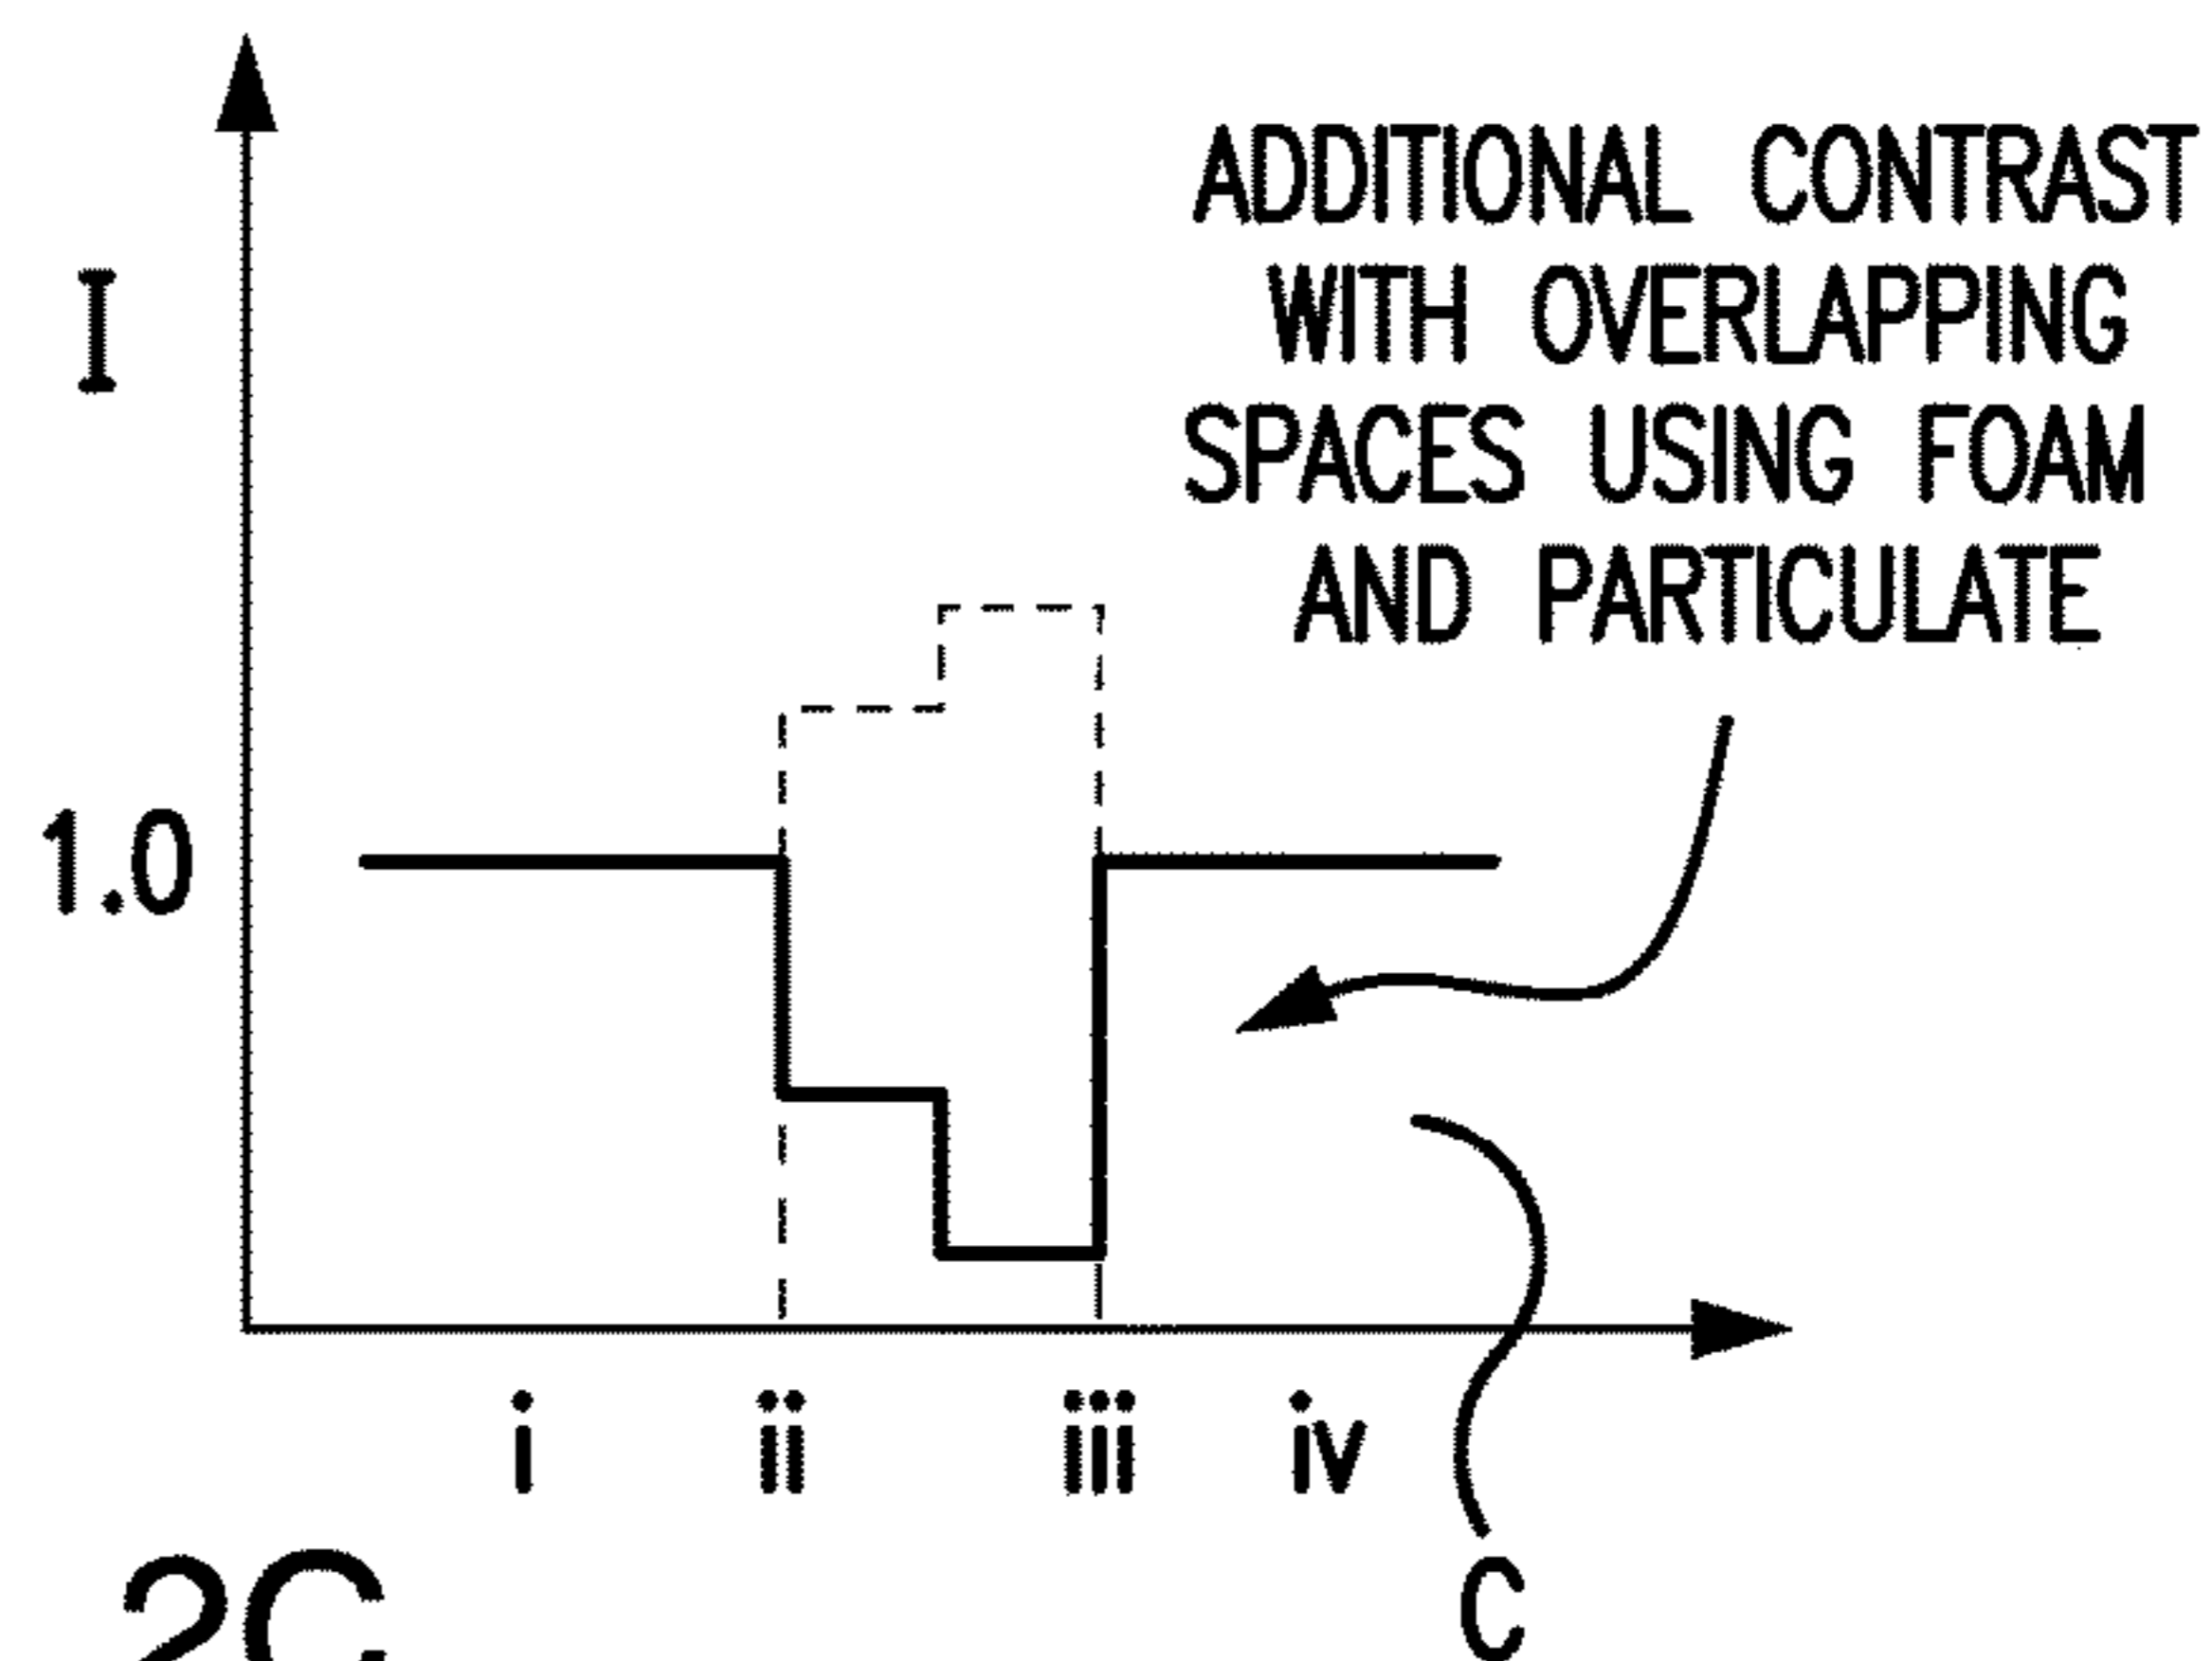 I
ADDITIONAL CONTRAST
WITH OVERLAPPING
SPACES USING FOAM
AND PARTICULATE
1.0
i ii iii iv
C
2C